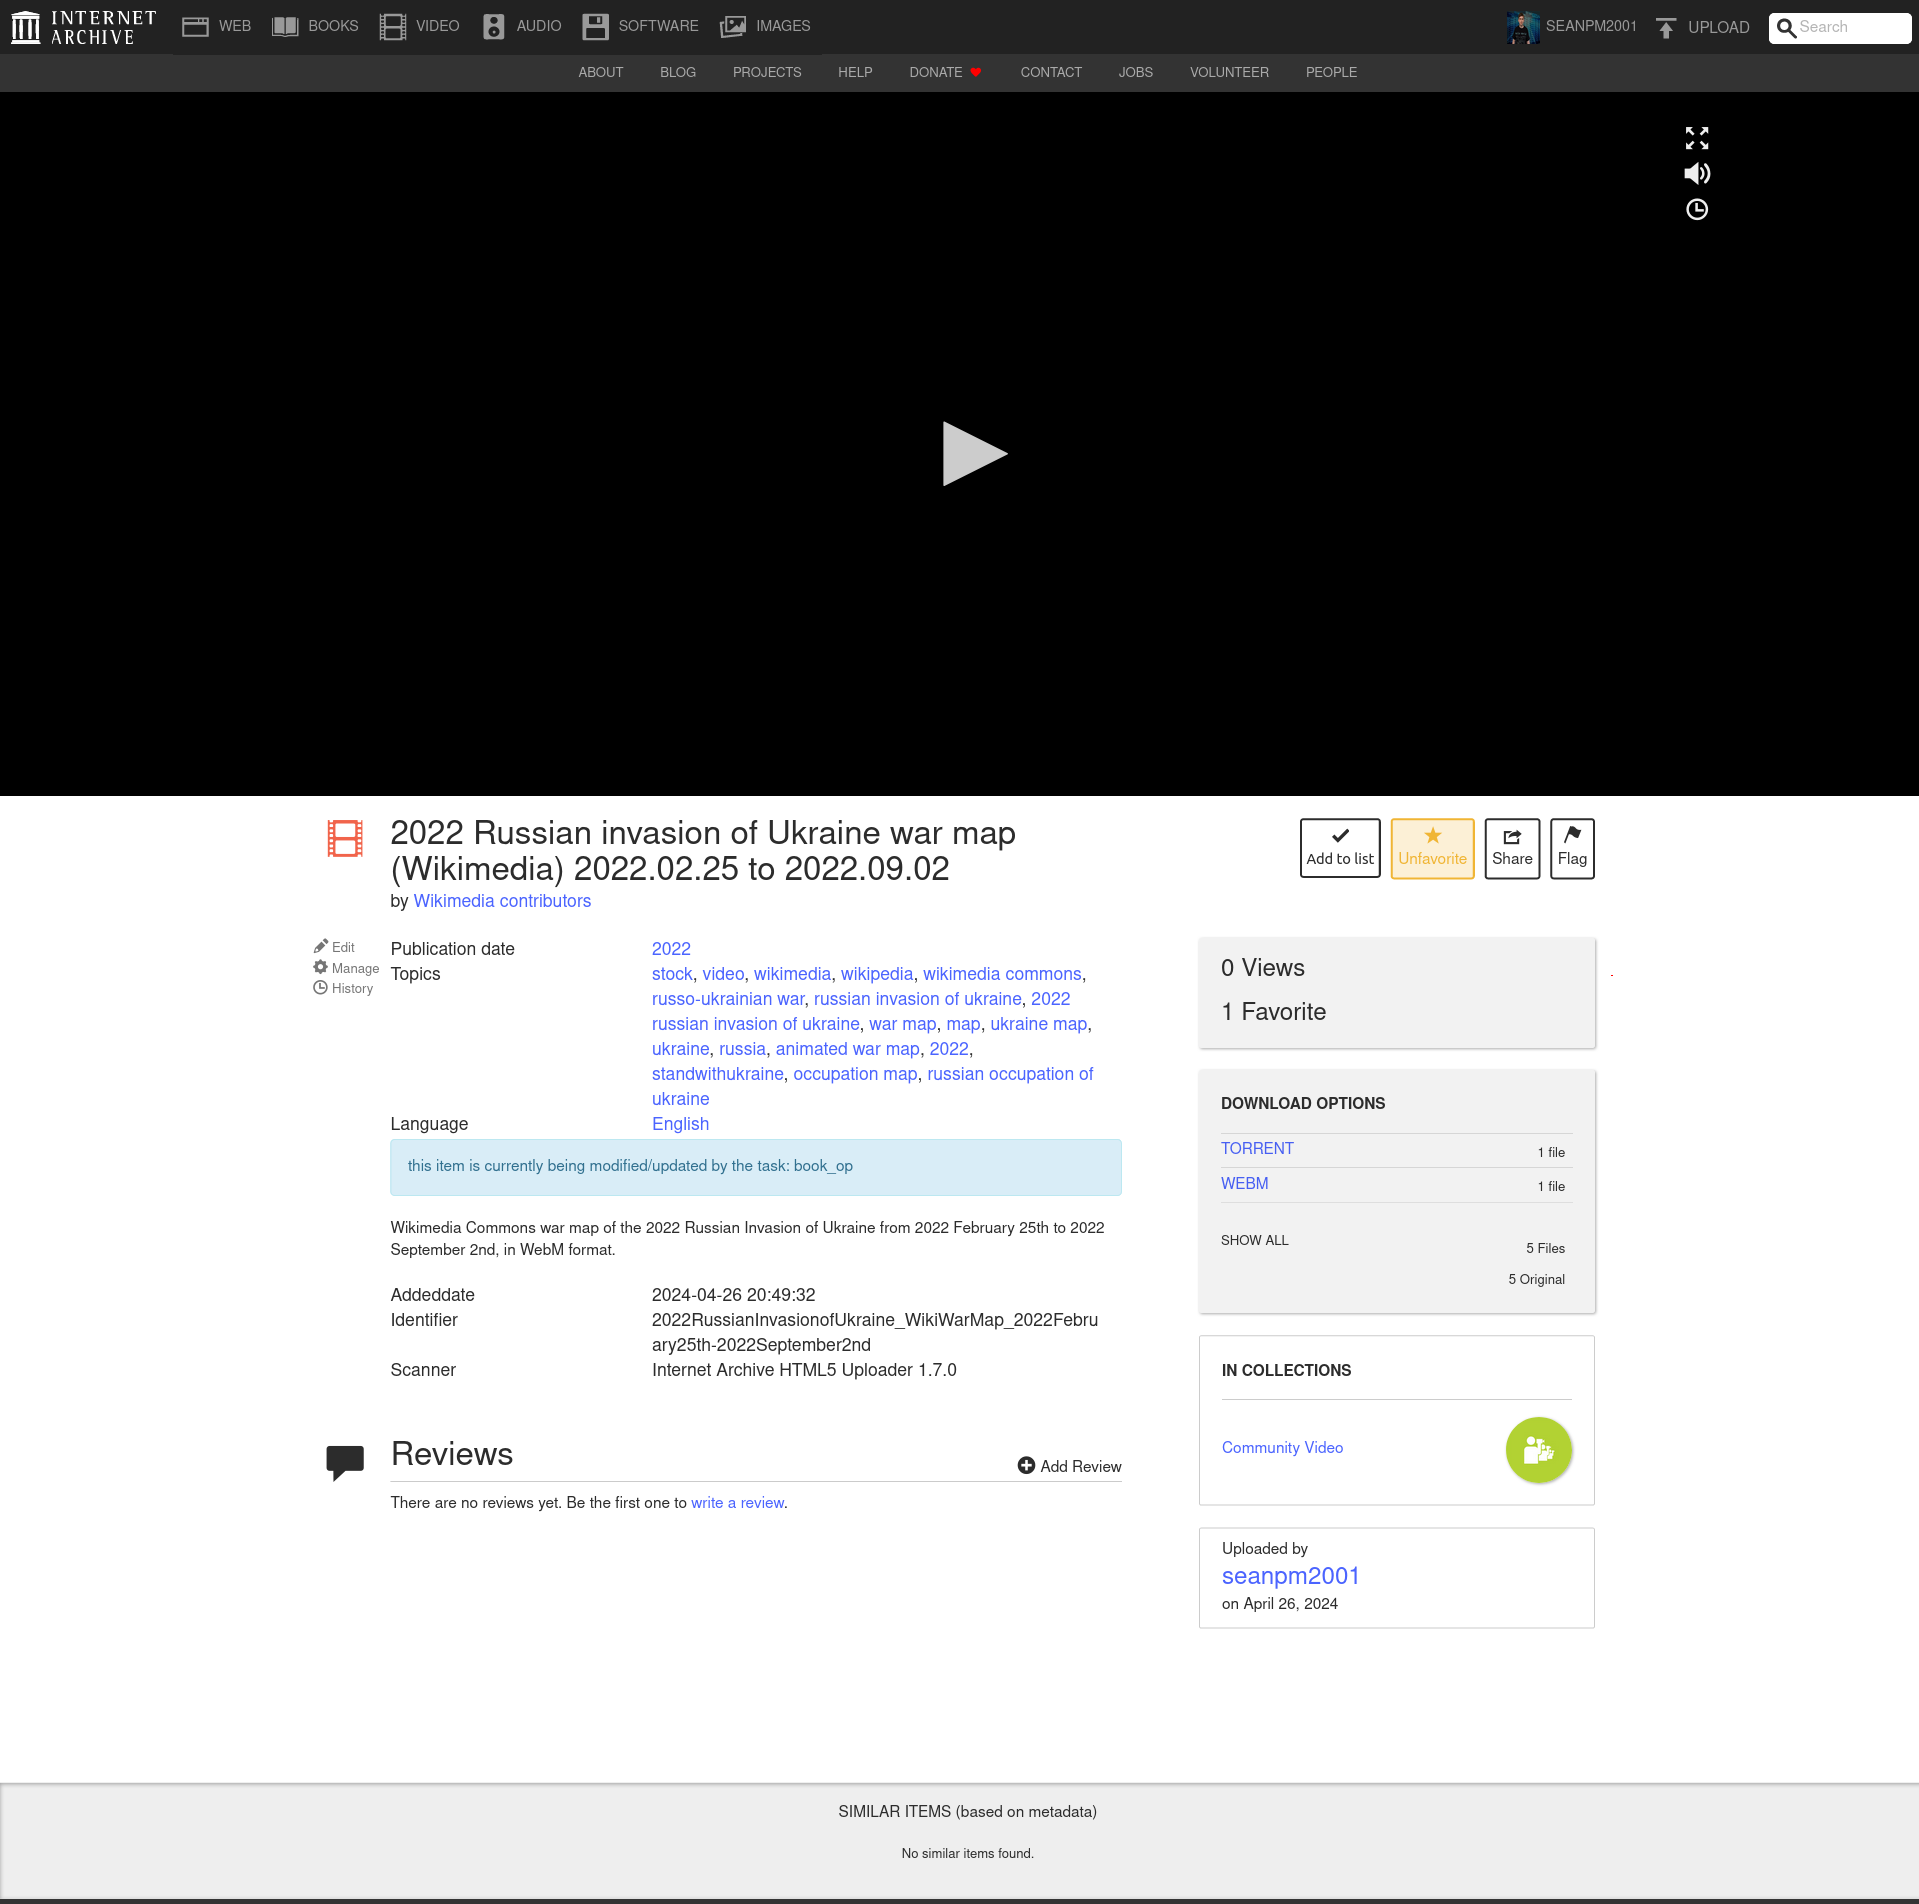 INTERNET
ARCHIVE
WEB
BOOKS
VIDEO
AUDIO
SOFTWARE
IMAGES
SEANPM2001
UPLOAD
Search
ABOUT
BLOG
PROJECTS
HELP
DONATE
CONTACT
JOBS
VOLUNTEER
PEOPLE
2022 Russian invasion of Ukraine war map
(Wikimedia) 2022.02.25 to 2022.09.02
by Wikimedia contributors
Add to list
Unfavorite
Share
Flag
Edit
Manage
History
Publication date 2022
Topics stock, video, wikimedia, wikipedia, wikimedia commons,
russo-ukrainian war, russian invasion of ukraine, 2022
russian invasion of ukraine, war map, map, ukraine map,
ukraine, russia, animated war map, 2022,
standwithukraine, occupation map, russian occupation of
ukraine
Language English
this item is currently being modified/updated by the task: book_op
Wikimedia Commons war map of the 2022 Russian Invasion of Ukraine from 2022 February 25th to 2022
September 2nd, in WebM format.
Addeddate 2024-04-26 20:49:32
Identifier 2022RussianInvasionofUkraine_WikiWarMap_2022Febru
ary25th-2022September2nd
Scanner Internet Archive HTML5 Uploader 1.7.0
Reviews
Add Review
There are no reviews yet. Be the first one to write a review.
0 Views
1 Favorite
DOWNLOAD OPTIONS
TORRENT 1 file
WEBM 1 file
SHOW ALL 5 Files
5 Original
IN COLLECTIONS
Community Video
Uploaded by
seanpm2001
on April 26, 2024
SIMILAR ITEMS (based on metadata)
No similar items found.